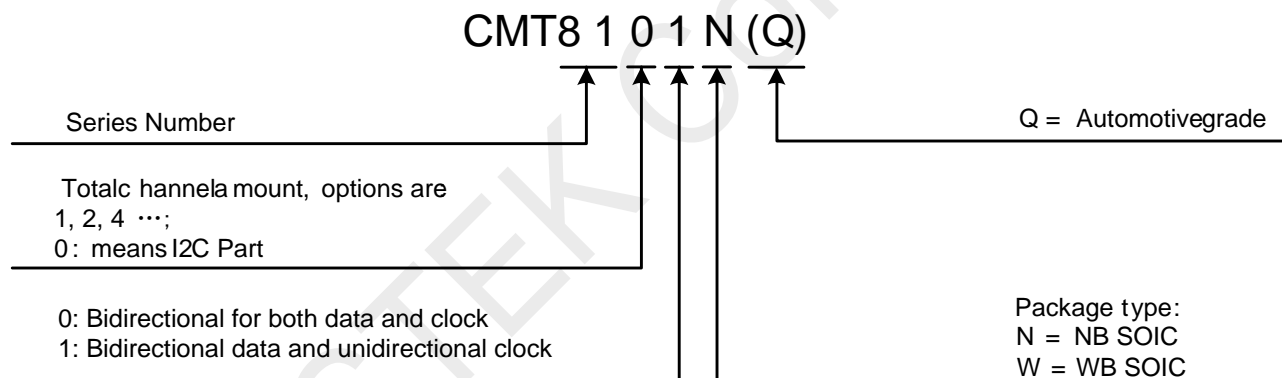 CMT8 1 0 1 N (Q)
Series Number
Q = Automotivegrade
Totalc hannela mount, options are
1, 2, 4 ···;
0: means I2C Part
0: Bidirectional for both data and clock
1: Bidirectional data and unidirectional clock
Package type:
N = NB SOIC
W = WB SOIC